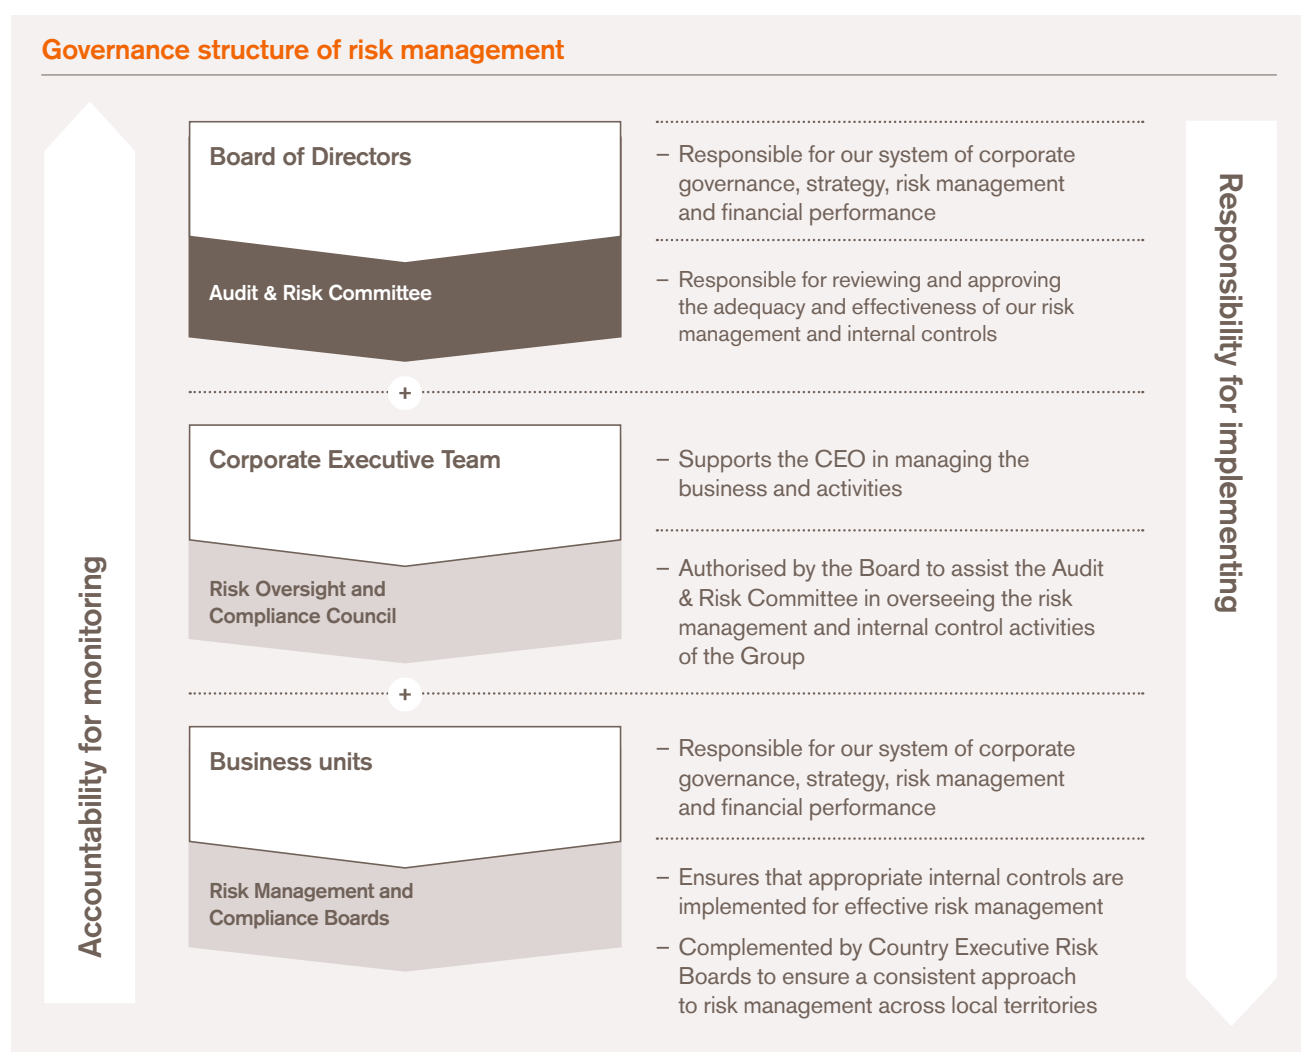 Governance structure of risk management
Accountability for monitoring
Board of Directors
– Responsible for our system of corporate
governance, strategy, risk management
and financial performance
Audit & Risk Committee
– Responsible for reviewing and approving
the adequacy and effectiveness of our risk
management and internal controls
+
Corporate Executive Team
– Supports the CEO in managing the
business and activities
Risk Oversight and
Compliance Council
– Authorised by the Board to assist the Audit
& Risk Committee in overseeing the risk
management and internal control activities
of the Group
+
Business units
– Responsible for our system of corporate
governance, strategy, risk management
and financial performance
Risk Management and
Compliance Boards
– Ensures that appropriate internal controls are
implemented for effective risk management
– Complemented by Country Executive Risk
Boards to ensure a consistent approach
to risk management across local territories
Responsibility for implementing